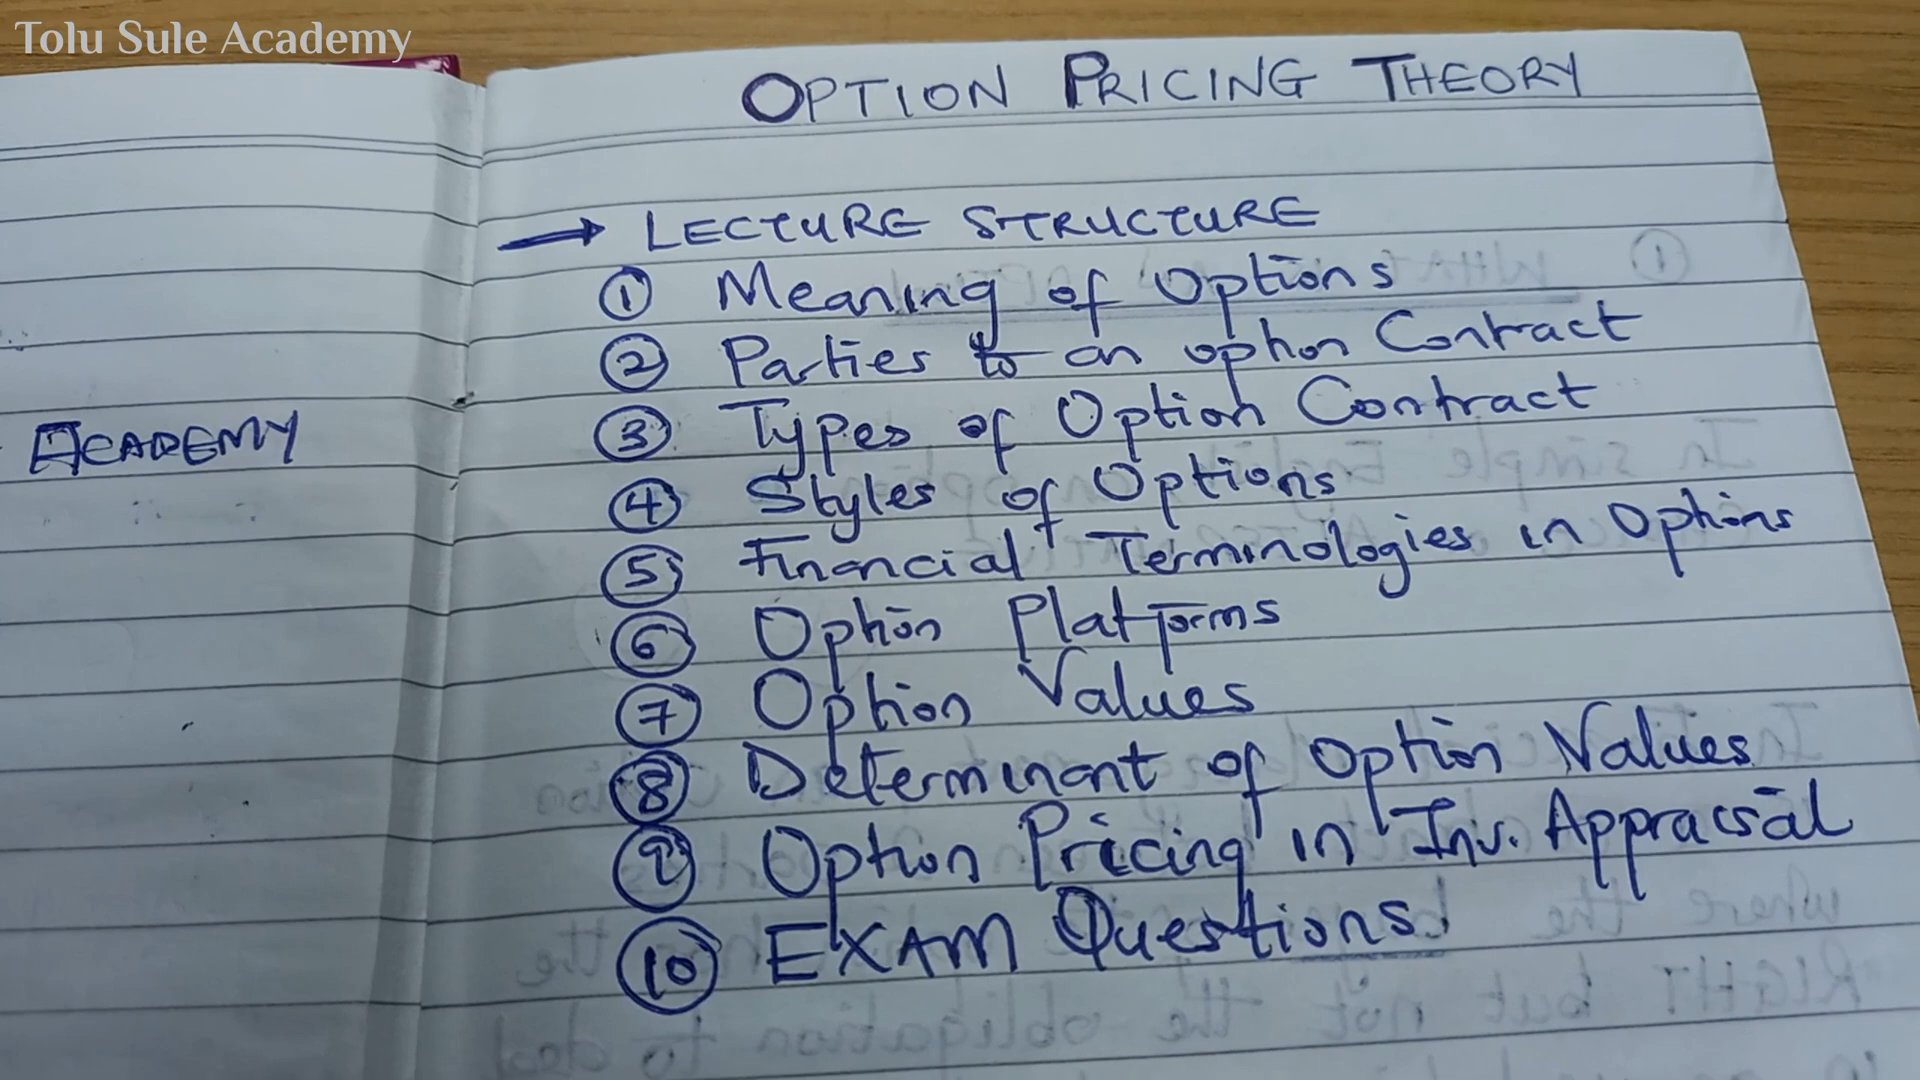 Tolu Sule Academy
OPTION PRICING THEORY
→ LECTURE STRUCTURE
① Meaning of Options
② Parties to an option Contract
③ Types of Option Contract
④ Styles of Options
⑤ Financial Terminologies in Options
⑥ Option Platforms
⑦ Option Values
⑧ Determinant of Option Values
⑨ Option Pricing in Inv. Appraisal
⑩ EXAM Questions
ACADEMY